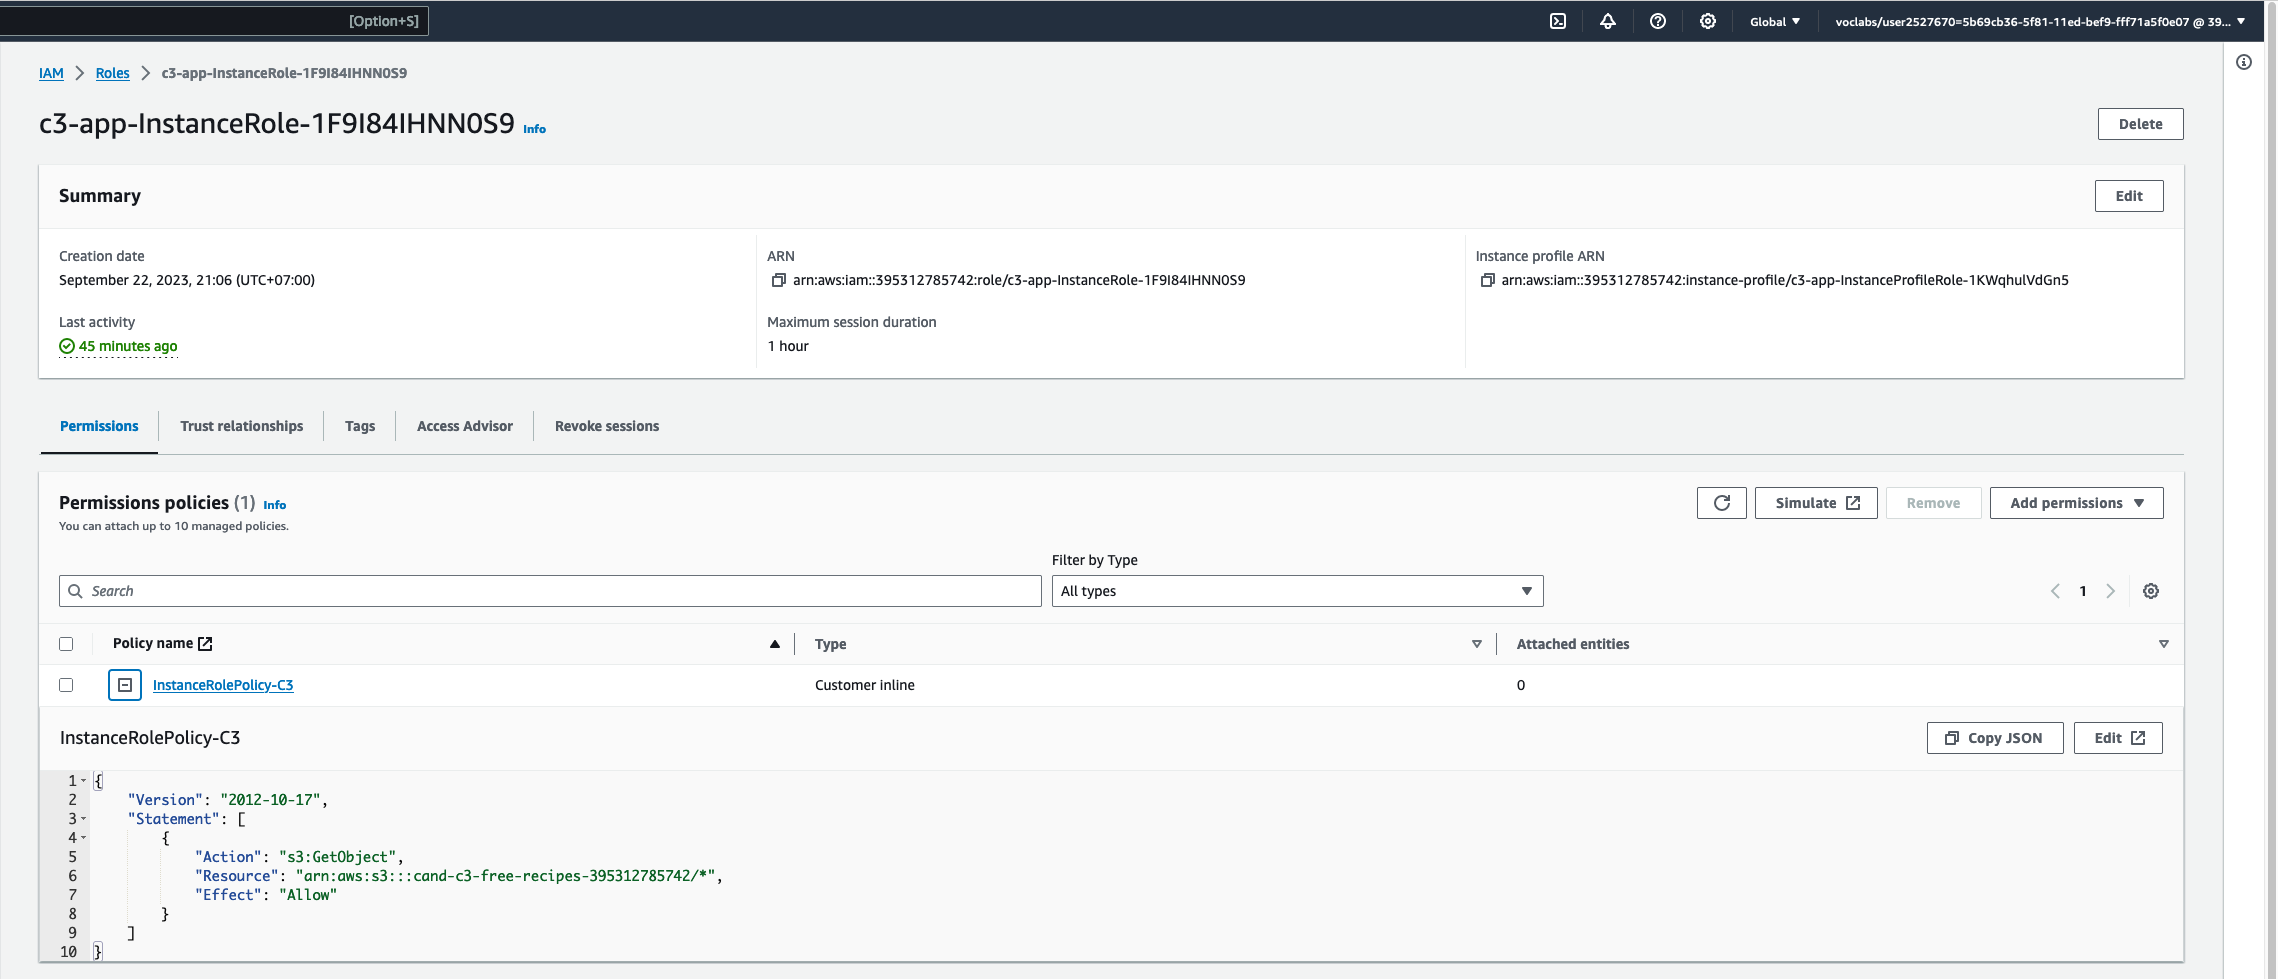 [Option+S]
Global
voclabs/user2527670=5b69cb36-5f81-11ed-bef9-fff71a5f0e07 @ 39...
IAM > Roles > c3-app-InstanceRole-1F9I84IHNN0S9
c3-app-InstanceRole-1F9I84IHNN0S9 Info
Delete
Summary
Edit
Creation date
September 22, 2023, 21:06 (UTC+07:00)
ARN
arn:aws:iam::395312785742:role/c3-app-InstanceRole-1F9I84IHNN0S9
Instance profile ARN
arn:aws:iam::395312785742:instance-profile/c3-app-InstanceProfileRole-1KWqhulVdGn5
Last activity
45 minutes ago
Maximum session duration
1 hour
Permissions
Trust relationships
Tags
Access Advisor
Revoke sessions
Permissions policies (1) Info
You can attach up to 10 managed policies.
Simulate
Remove
Add permissions
Filter by Type
Search
All types
1
Policy name
Type
Attached entities
InstanceRolePolicy-C3
Customer inline
0
InstanceRolePolicy-C3
Copy JSON
Edit
1 {
2 "Version": "2012-10-17",
3 "Statement": [
4 {
5 "Action": "s3:GetObject",
6 "Resource": "arn:aws:s3:::cand-c3-free-recipes-395312785742/*",
7 "Effect": "Allow"
8 }
9 ]
10 }